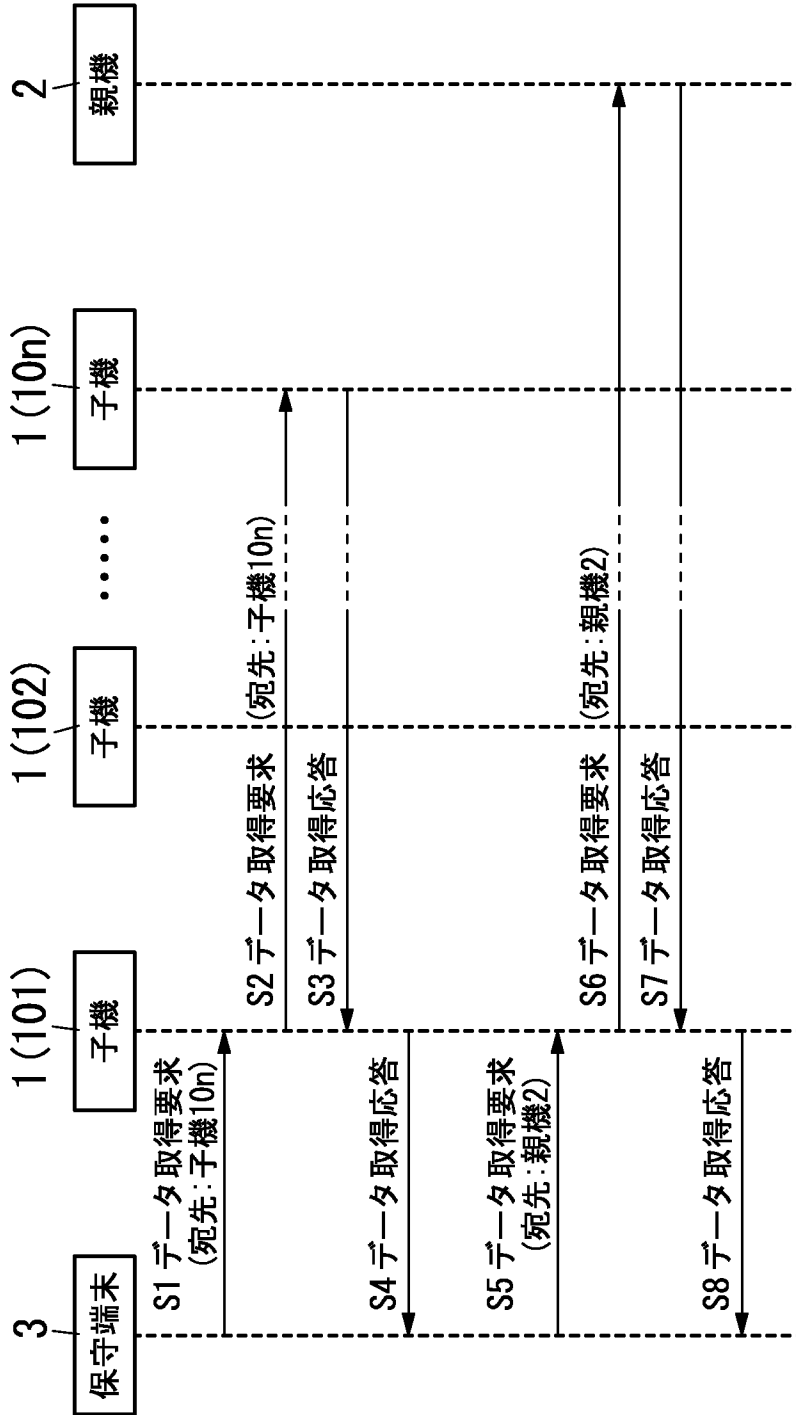 3
1(101)
1(102)
・・・・・
1(10n)
2
保守端末
子機
子機
子機
親機
S1 データ取得要求
(宛先:子機10n)
S2 データ取得要求 (宛先:子機10n)
S3 データ取得応答
S4 データ取得応答
S5 データ取得要求
(宛先:親機2)
S6 データ取得要求 (宛先:親機2)
S7 データ取得応答
S8 データ取得応答